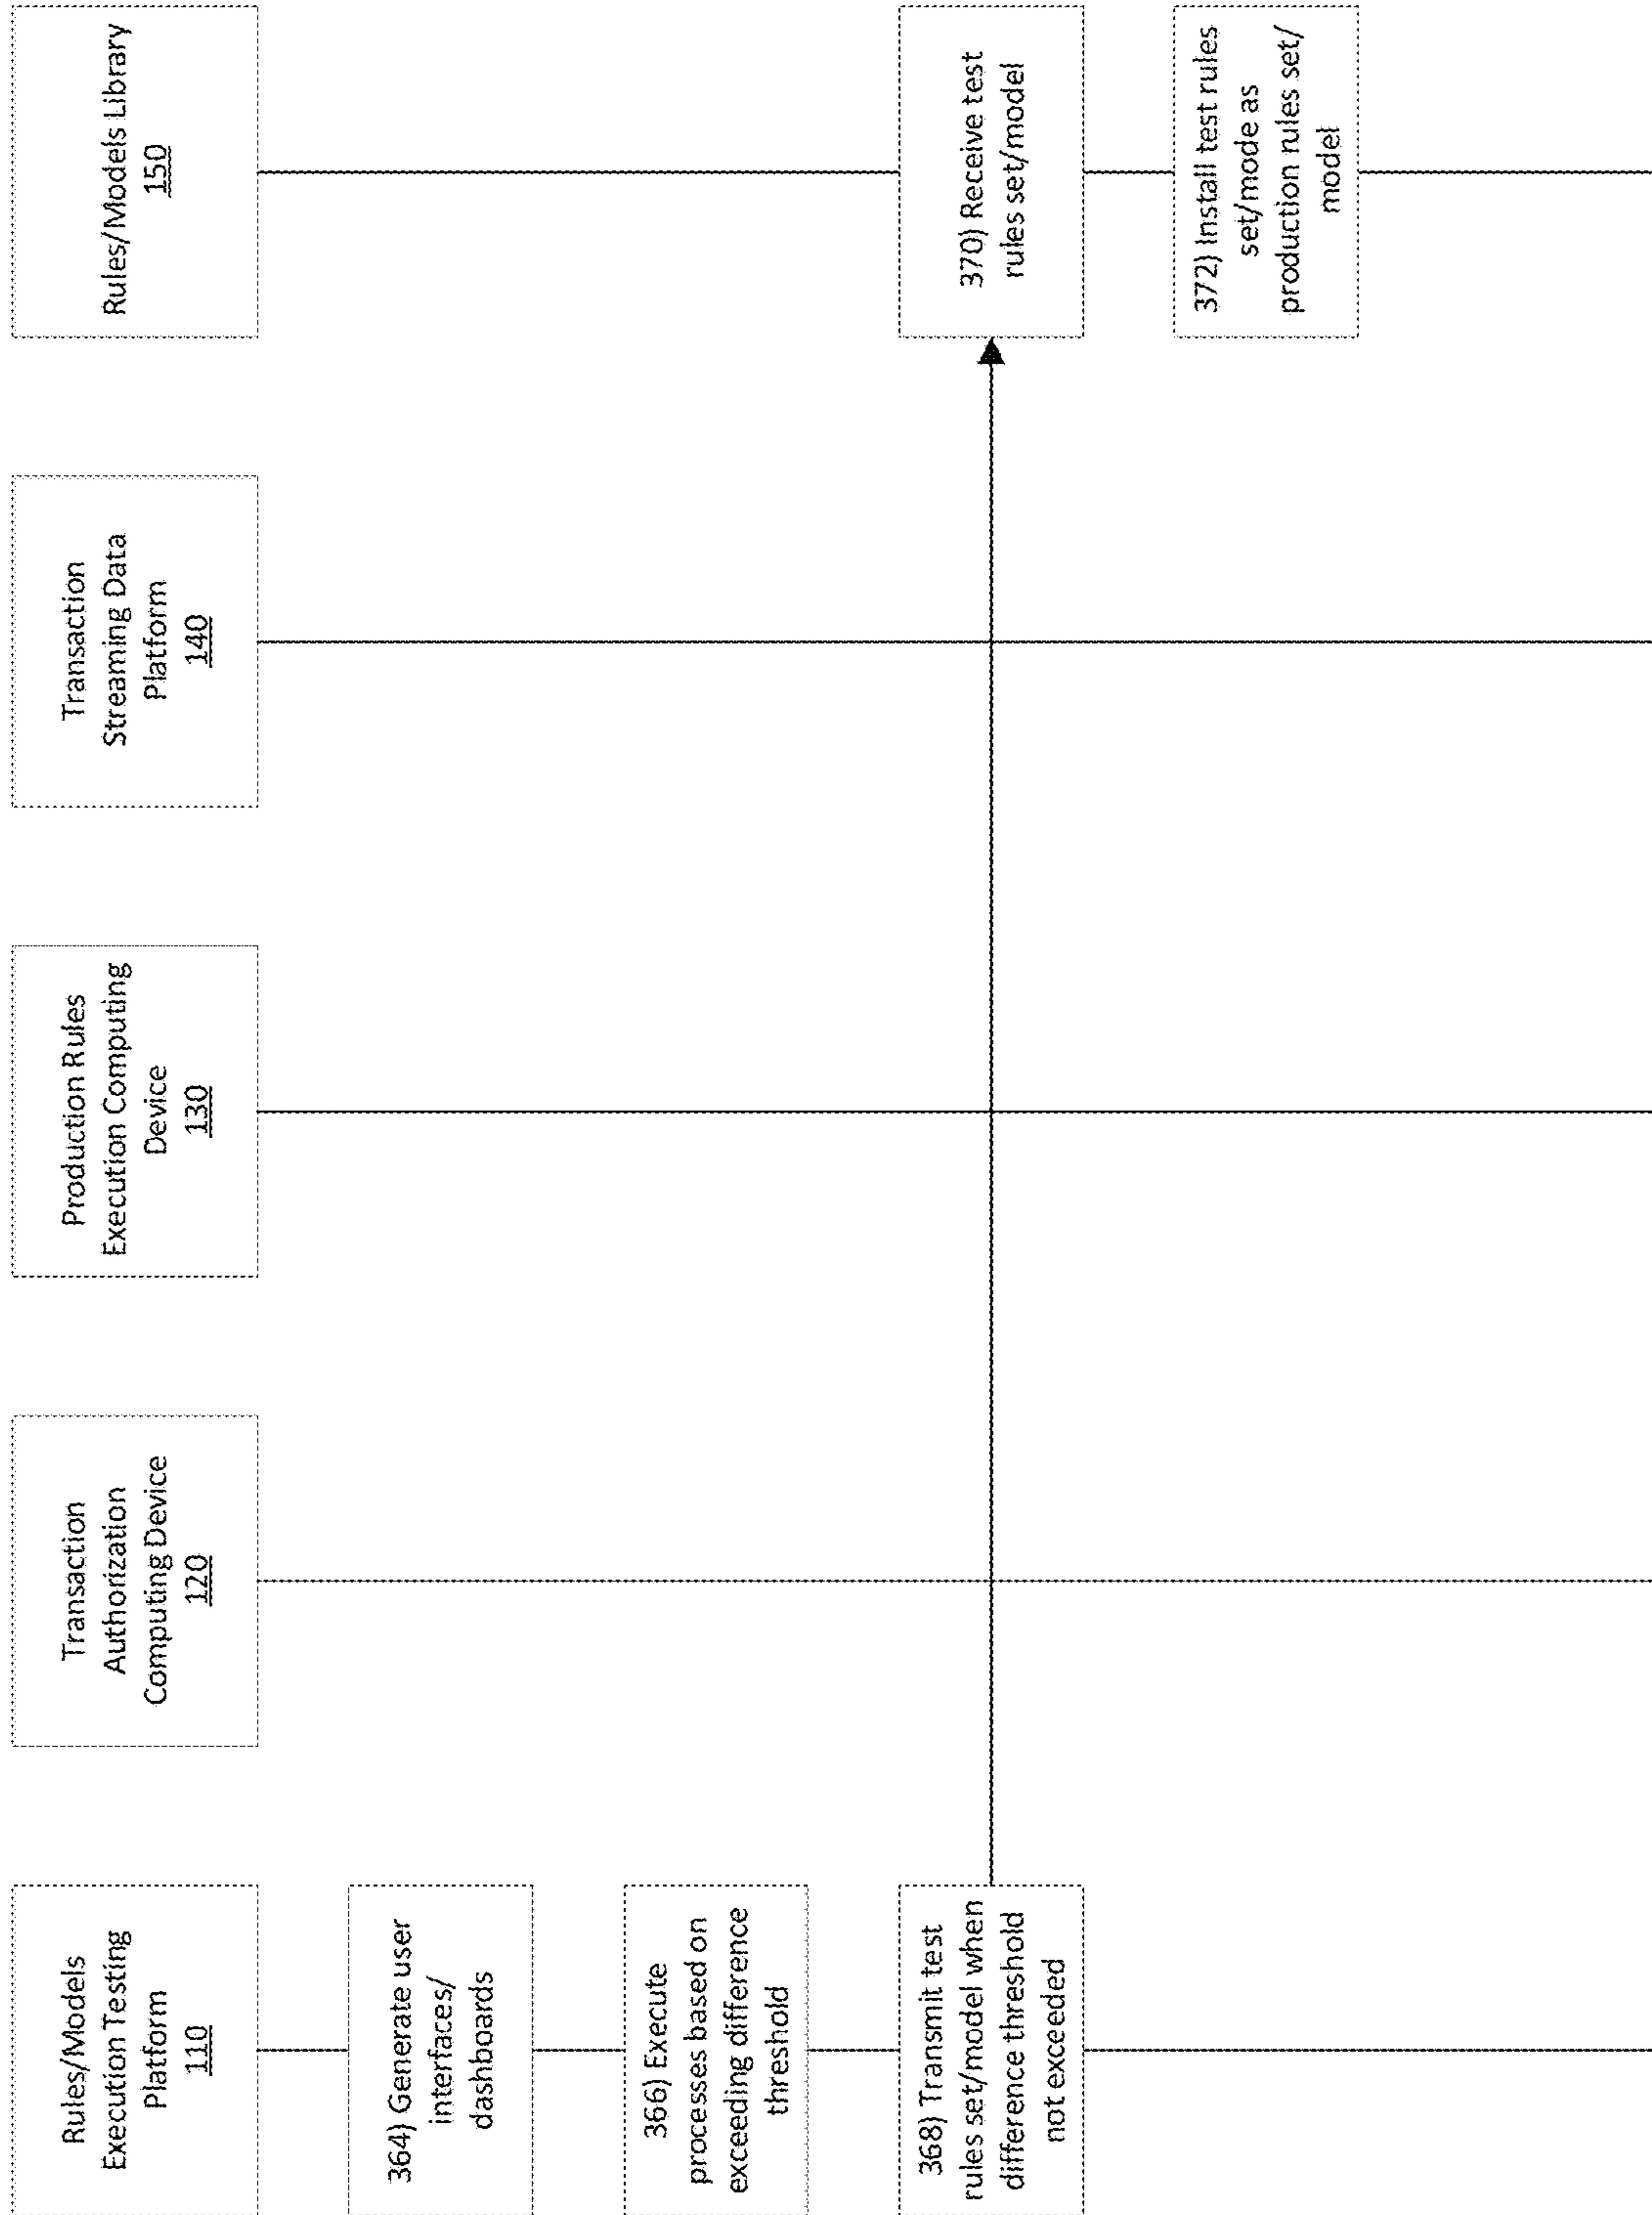 Rules/Models
Execution Testing
Platform
110
Transaction
Authorization
Computing Device
120
Production Rules
Execution Computing
Device
130
Transaction
Streaming Data
Platform
140
Rules/Models Library
150
364) Generate user
interfaces/
dashboards
366) Execute
processes based on
exceeding difference
threshold
368) Transmit test
rules set/model when
difference threshold
not exceeded
370) Receive test
rules set/model
372) Install test rules
set/mode as
production rules set/
model